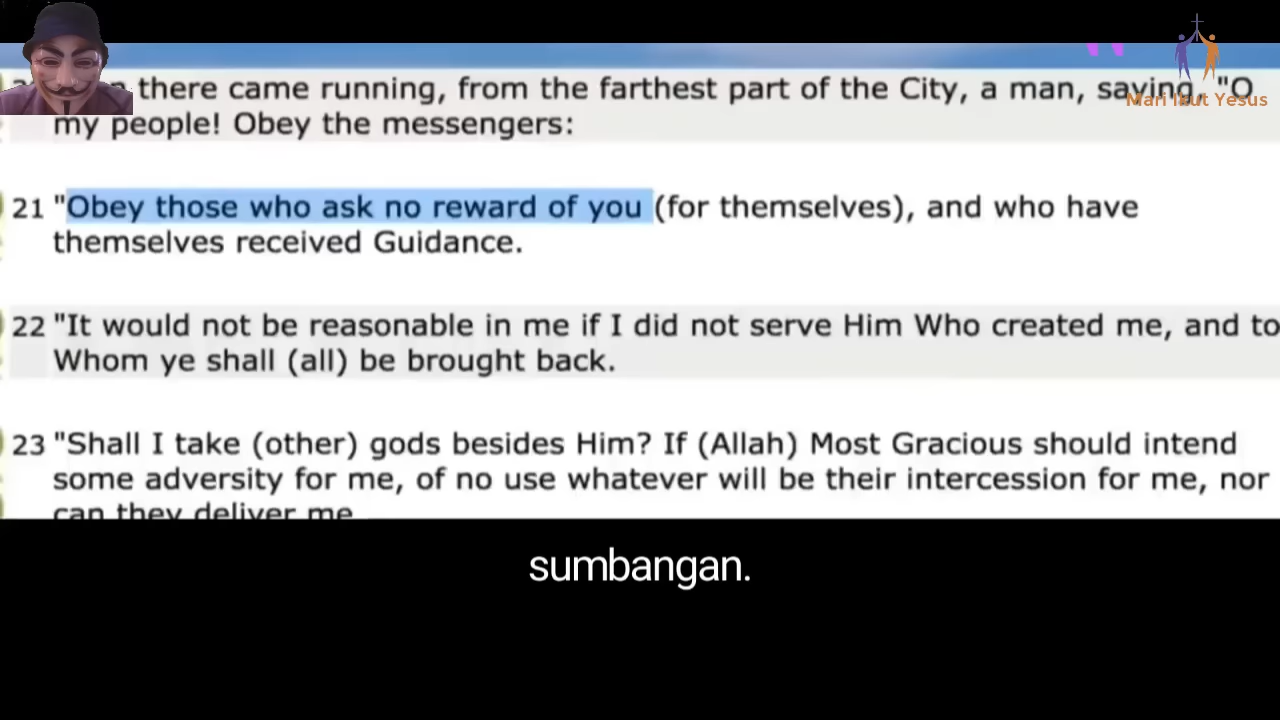 there came running, from the farthest part of the City, a man, saying, "O
Mari Ikut Yesus
my people! Obey the messengers:
21 "Obey those who ask no reward of you (for themselves), and who have
themselves received Guidance.
22 "It would not be reasonable in me if I did not serve Him Who created me, and to
Whom ye shall (all) be brought back.
23 "Shall I take (other) gods besides Him? If (Allah) Most Gracious should intend
some adversity for me, of no use whatever will be their intercession for me, nor
can they deliver me
sumbangan.